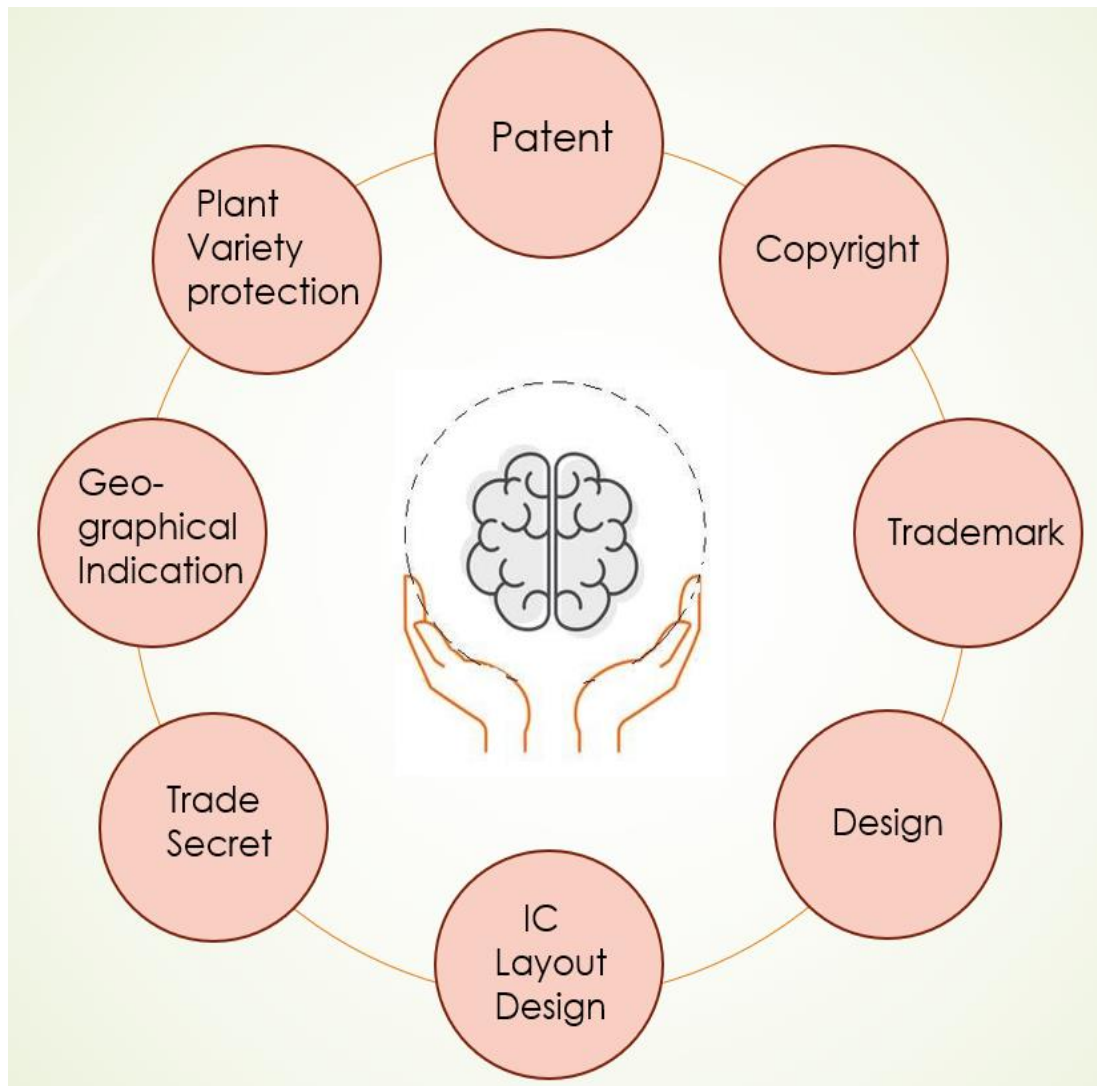 Patent
Copyright
Trademark
Design
IC
Layout
Design
Trade
Secret
Geo-
graphical
Indication
Plant
Variety
protection